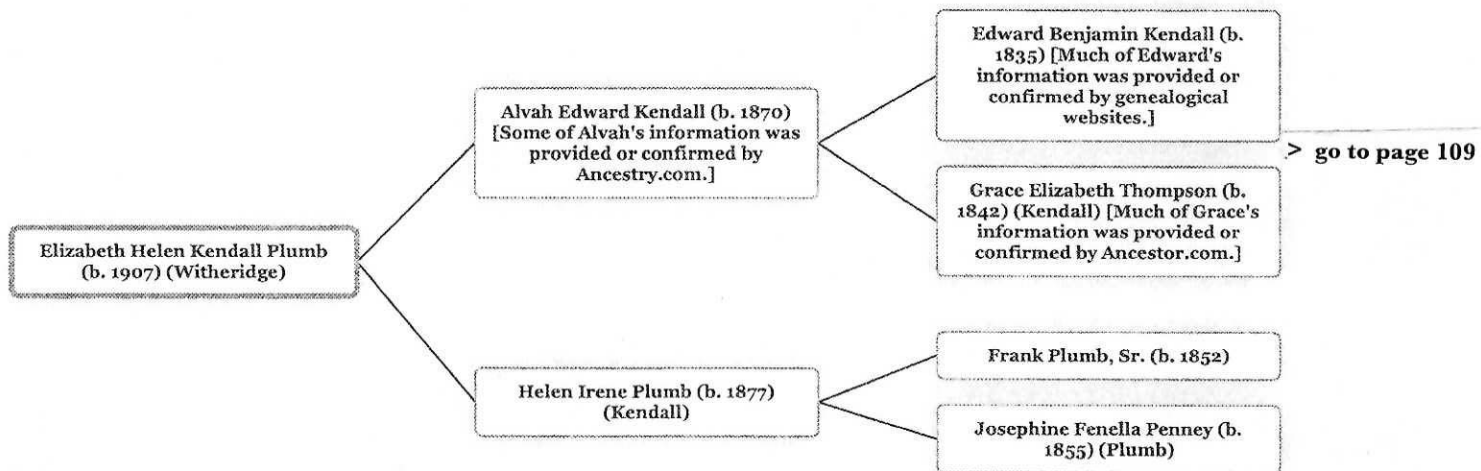 Edward Benjamin Kendall (b.
1835) [Much of Edward's
information was provided or
confirmed by genealogical
websites.]
Alvah Edward Kendall (b. 1870)
[Some of Alvah's information was
provided or confirmed by
Ancestry.com.]
> go to page 109
Grace Elizabeth Thompson (b.
1842) (Kendall) [Much of Grace's
information was provided or
confirmed by Ancestor.com.]
Elizabeth Helen Kendall Plumb
(b. 1907) (Witheridge)
Frank Plumb, Sr. (b. 1852)
Helen Irene Plumb (b. 1877)
(Kendall)
Josephine Fenella Penney (b.
1855) (Plumb)